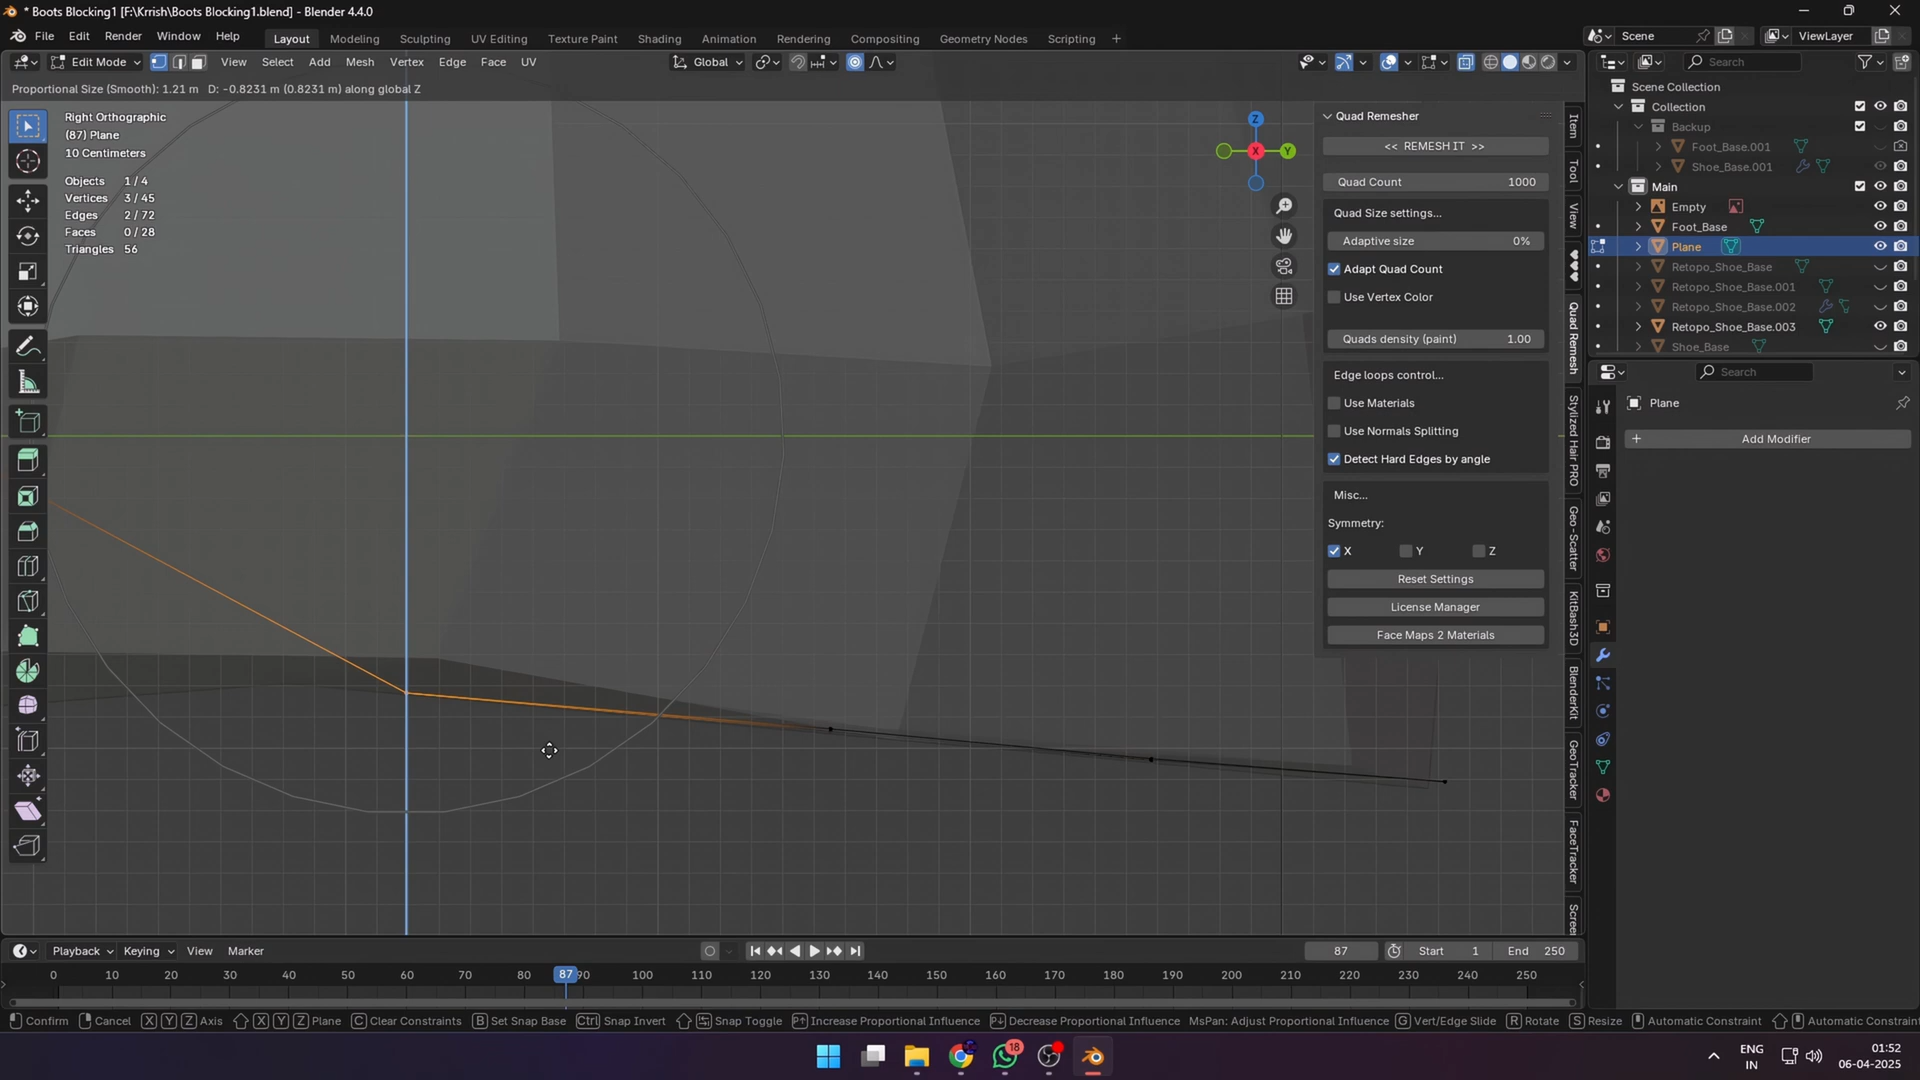 * Boots Blocking1 [F:\Krrish\Boots Blocking1.blend] - Blender 4.4.0
File Edit Render Window Help Layout Modeling Sculpting UV Editing Texture Paint Shading Animation Rendering Compositing Geometry Nodes Scripting + Scene ViewLayer
Edit Mode View Select Add Mesh Vertex Edge Face UV Global Search
Proportional Size (Smooth): 1.21 m D: -0.8231 m (0.8231 m) along global Z
Right Orthographic
(87) Plane
10 Centimeters
Objects 1 / 4
Vertices 3 / 45
Edges 2 / 72
Faces 0 / 28
Triangles 56
Z
X
Y
Quad Remesher
<< REMESH IT >>
Quad Count 1000
Quad Size settings...
Adaptive size 0%
Adapt Quad Count
Use Vertex Color
Quads density (paint) 1.00
Edge loops control...
Use Materials
Use Normals Splitting
Detect Hard Edges by angle
Misc...
Symmetry:
X Y Z
Reset Settings
License Manager
Face Maps 2 Materials
Item
Tool
View
Quad Remesh
Stylized Hair PRO
Geo-Scatter
KitBash3D
BlenderKit
GeoTracker
FaceTracker
Screen
Scene Collection
Collection
Backup
Foot_Base.001
Shoe_Base.001
Main
Empty
Foot_Base
Plane
Retopo_Shoe_Base
Retopo_Shoe_Base.001
Retopo_Shoe_Base.002
Retopo_Shoe_Base.003
Shoe_Base
Search
Plane
Add Modifier
Playback Keying View Marker 87 Start 1 End 250
0 10 20 30 40 50 60 70 80 87 90 100 110 120 130 140 150 160 170 180 190 200 210 220 230 240 250
Confirm Cancel X Y Z Axis X Y Z Plane C Clear Constraints B Set Snap Base Ctrl Snap Invert Snap Toggle Increase Proportional Influence Decrease Proportional Influence MsPan: Adjust Proportional Influence G Vert/Edge Slide R Rotate S Resize Automatic Constraint Automatic Constraint
18
ENG
IN
01:52
06-04-2025